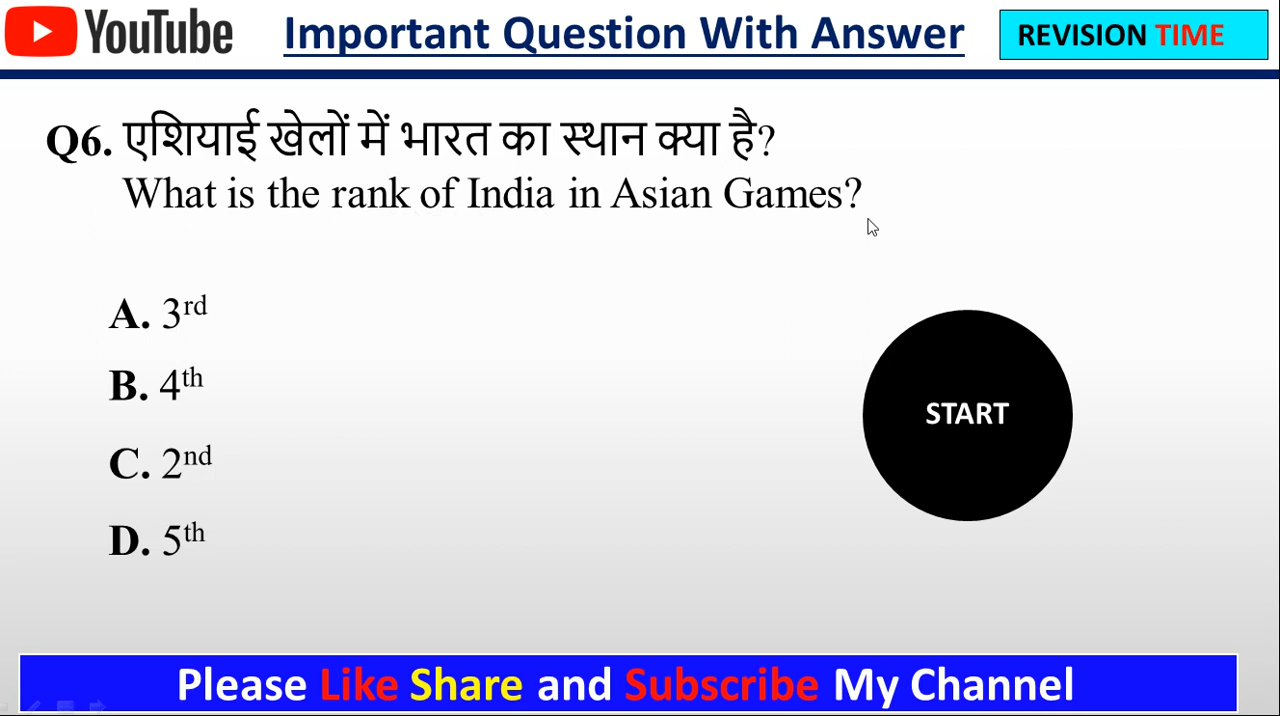 YouTube Important Question With Answer REVISION TIME
Q6. एशियाई खेलों में भारत का स्थान क्या है?
What is the rank of India in Asian Games?
A. 3rd
B. 4th
C. 2nd
D. 5th
START
Please Like Share and Subscribe My Channel